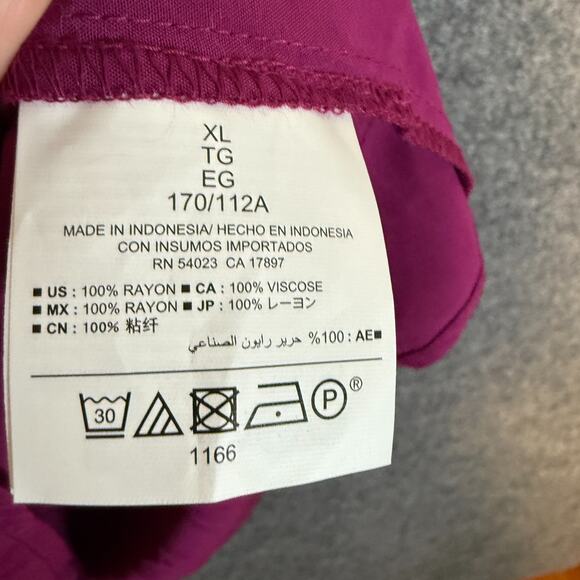 XL
TG
EG
170/112A
MADE IN INDONESIA/ HECHO EN INDONESIA
CON INSUMOS IMPORTADOS
RN 54023 CA 17897
■ US : 100% RAYON ■ CA : 100% VISCOSE
■ MX : 100% RAYON ■ JP : 100% レーヨン
■ CN : 100% 粘纤
■AE : 100% حرير رايون الصناعي
30
P®
1166